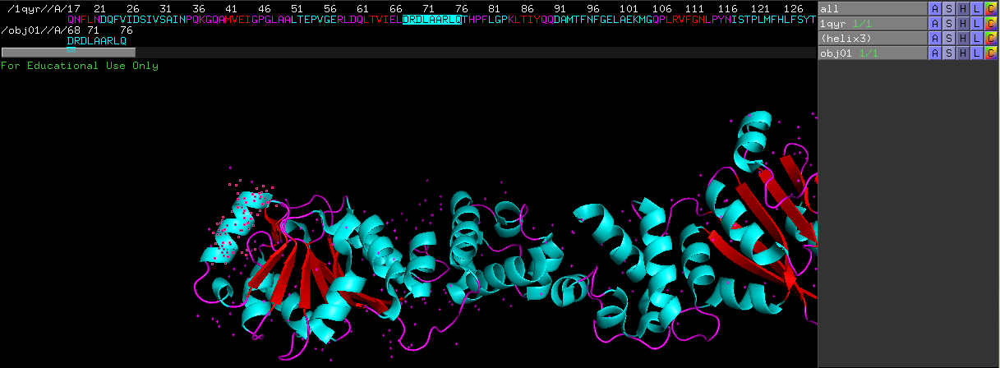 /1qyr//A/17 21 26 31 36 41 46 51 56 61 66 71 76 81 86 91 96 101 106 111 116 121 126
QNFLNDQFVIDSIVSAINPQKGQAMVEIGPGLAALTEPVGERLDQLTVIELDRDLAARLQTHPFLGPKLTIYQQDAMTFNFGELAEKMGQPLRVFGNLPYNISTPLMFHLFSYT
/obj01//A/68 71 76
DRDLAARLQ
For Educational Use Only
all A S H L C
1qyr 1/1 A S H L C
(helix3) A S H L C
obj01 1/1 A S H L C